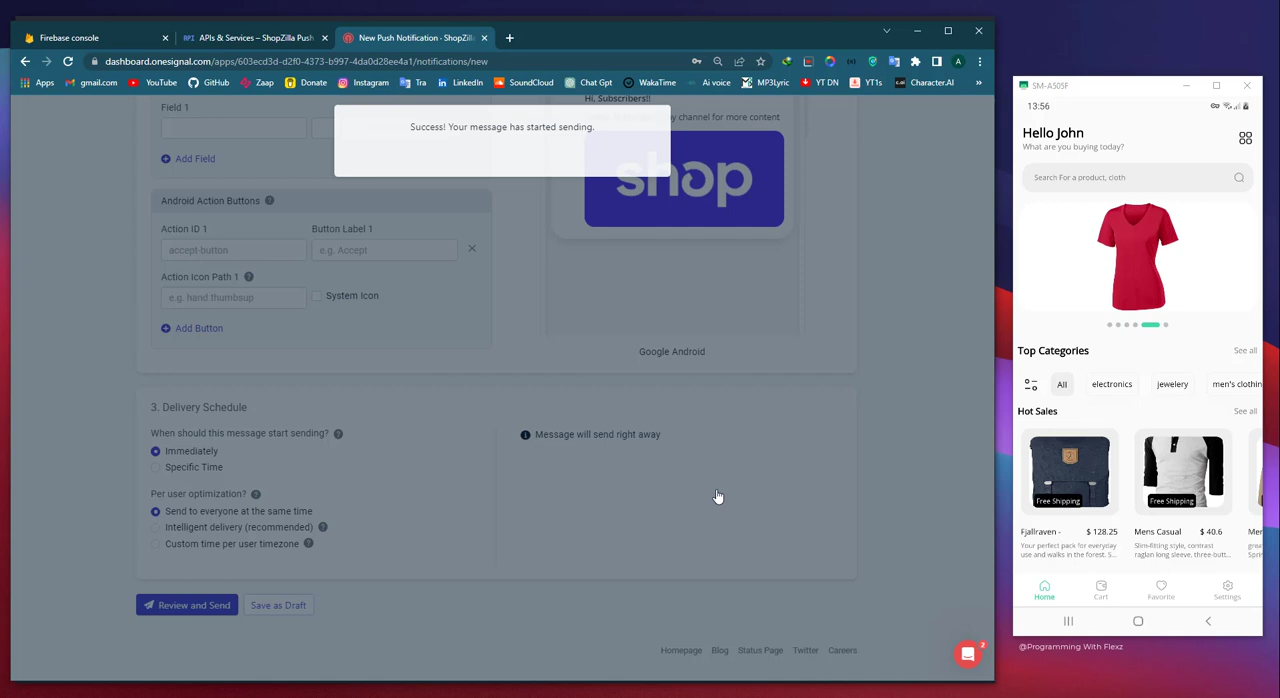 Firebase console
API APIs & Services – ShopZilla Push
New Push Notification - ShopZill
dashboard.onesignal.com/apps/603ecd3d-d2f0-4373-b997-4da0d28ee4a1/notifications/new
A
Apps
gmail.com
YouTube
GitHub
Zaap
Donate
Instagram
Tra
LinkedIn
SoundCloud
Chat Gpt
WakaTime
Ai voice
MP3Lyric
YT DN
YT1s
Character.AI
»
Field 1
Add Field
Success! Your message has started sending.
Hi, Subscribers!!
by channel for more content
shop
Google Android
Android Action Buttons
Action ID 1
Button Label 1
accept-button
e.g. Accept
Action Icon Path 1
e.g. hand.thumbsup
System Icon
Add Button
3. Delivery Schedule
When should this message start sending?
Immediately
Specific Time
Message will send right away
Per user optimization?
Send to everyone at the same time
Intelligent delivery (recommended)
Custom time per user timezone
Review and Send
Save as Draft
Homepage Blog Status Page Twitter Careers
2
SM-A505F
13:56
Hello John
What are you buying today?
Search For a product, cloth
Top Categories
See all
All
electronics
jewelery
men's clothin
Hot Sales
See all
Free Shipping
Free Shipping
Fjallraven - $ 128.25
Your perfect pack for everyday
use and walks in the forest. S...
Mens Casual $ 40.6
Slim-fitting style, contrast
raglan long sleeve, three-butt...
Mer
grea
Sprin
Home
Cart
Favorite
Settings
@Programming With Flexz